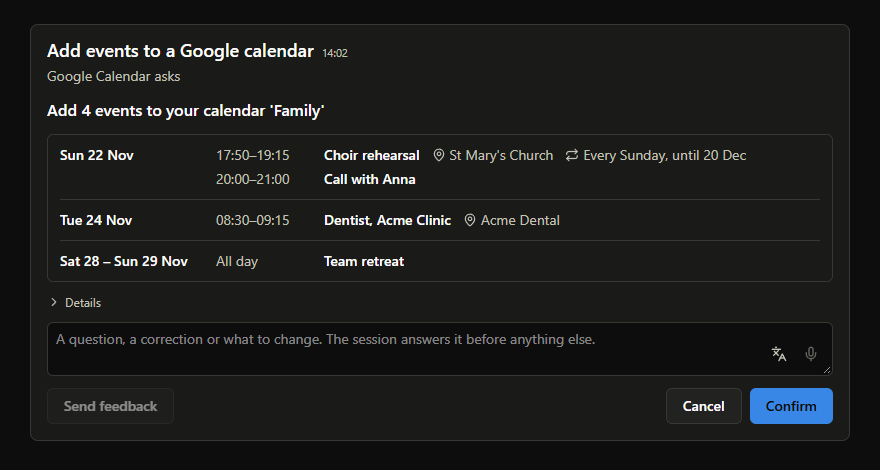 Add events to a Google calendar 14:02
Google Calendar asks
Add 4 events to your calendar 'Family'
Sun 22 Nov 17:50–19:15 Choir rehearsal St Mary's Church Every Sunday, until 20 Dec
20:00–21:00 Call with Anna
Tue 24 Nov 08:30–09:15 Dentist, Acme Clinic Acme Dental
Sat 28 – Sun 29 Nov All day Team retreat
Details
A question, a correction or what to change. The session answers it before anything else.
Send feedback Cancel Confirm